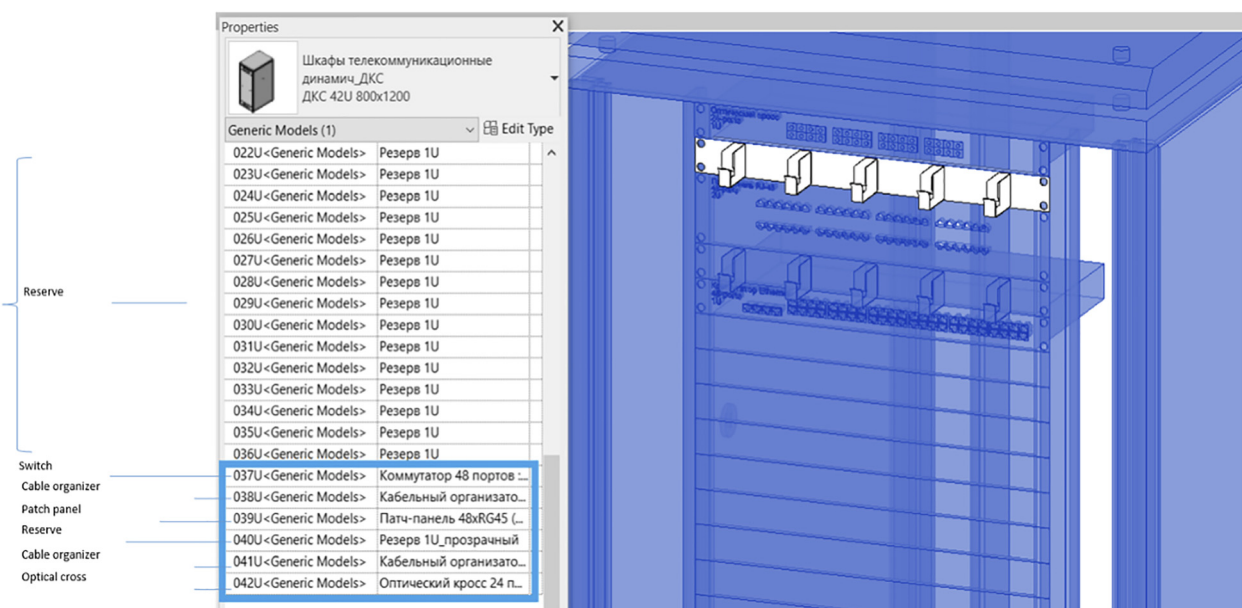 Properties
X
Шкафы телекоммуникационные
динамич_ДКС
ДКС 42U 800x1200
Generic Models (1)
Edit Type
022U<Generic Models> Резерв 1U
023U<Generic Models> Резерв 1U
024U<Generic Models> Резерв 1U
025U<Generic Models> Резерв 1U
026U<Generic Models> Резерв 1U
027U<Generic Models> Резерв 1U
028U<Generic Models> Резерв 1U
029U<Generic Models> Резерв 1U
030U<Generic Models> Резерв 1U
031U<Generic Models> Резерв 1U
032U<Generic Models> Резерв 1U
033U<Generic Models> Резерв 1U
034U<Generic Models> Резерв 1U
035U<Generic Models> Резерв 1U
036U<Generic Models> Резерв 1U
037U<Generic Models> Коммутатор 48 портов :...
038U<Generic Models> Кабельный организато...
039U<Generic Models> Патч-панель 48xRG45 (...
040U<Generic Models> Резерв 1U_прозрачный
041U<Generic Models> Кабельный организато...
042U<Generic Models> Оптический кросс 24 п...
Reserve
Switch
Cable organizer
Patch panel
Reserve
Cable organizer
Optical cross
Оптический кросс
1U